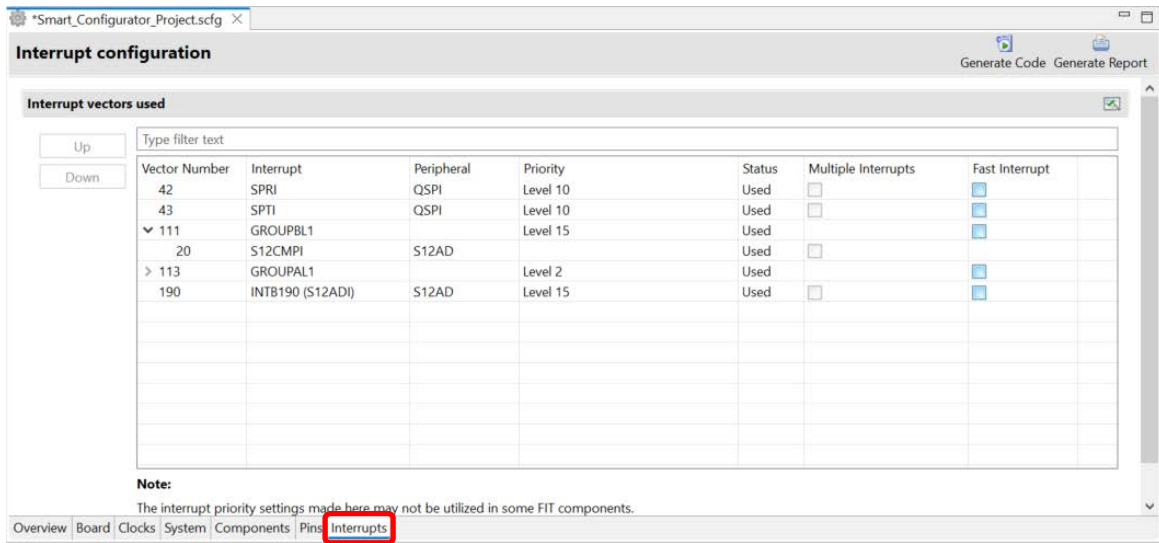 *Smart_Configurator_Project.scfg
Interrupt configuration
Generate Code Generate Report
Interrupt vectors used
Up
Down
Type filter text
Vector Number Interrupt Peripheral Priority Status Multiple Interrupts Fast Interrupt
42 SPRI QSPI Level 10 Used
43 SPTI QSPI Level 10 Used
111 GROUPBL1 Level 15 Used
20 S12CMPI S12AD Used
113 GROUPAL1 Level 2 Used
190 INTB190 (S12ADI) S12AD Level 15 Used
Note:
The interrupt priority settings made here may not be utilized in some FIT components.
Overview Board Clocks System Components Pins Interrupts